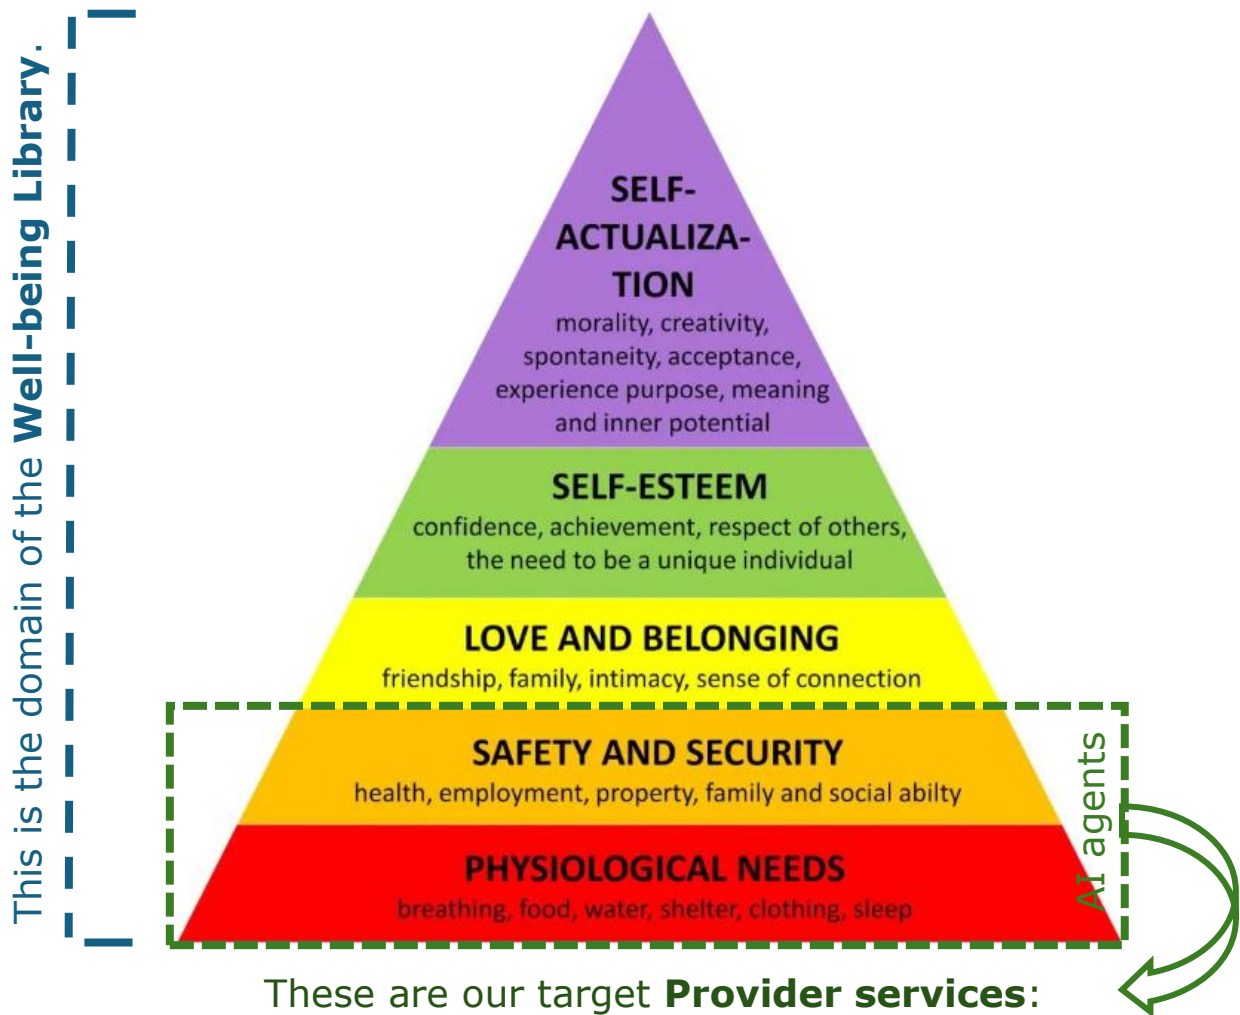 This is the domain of the Well-being Library.
SELF-
ACTUALIZA-
TION
morality, creativity,
spontaneity, acceptance,
experience purpose, meaning
and inner potential
SELF-ESTEEM
confidence, achievement, respect of others,
the need to be a unique individual
LOVE AND BELONGING
friendship, family, intimacy, sense of connection
SAFETY AND SECURITY
health, employment, property, family and social abilty
PHYSIOLOGICAL NEEDS
breathing, food, water, shelter, clothing, sleep
AI agents
These are our target Provider services: